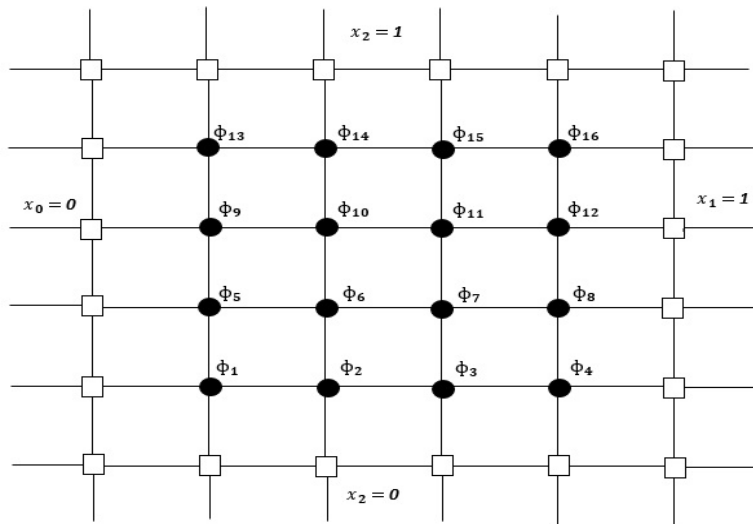 x₂ = 1
Φ₁₃ Φ₁₄ Φ₁₅ Φ₁₆
x₀ = 0 Φ₉ Φ₁₀ Φ₁₁ Φ₁₂ x₁ = 1
Φ₅ Φ₆ Φ₇ Φ₈
Φ₁ Φ₂ Φ₃ Φ₄
x₂ = 0